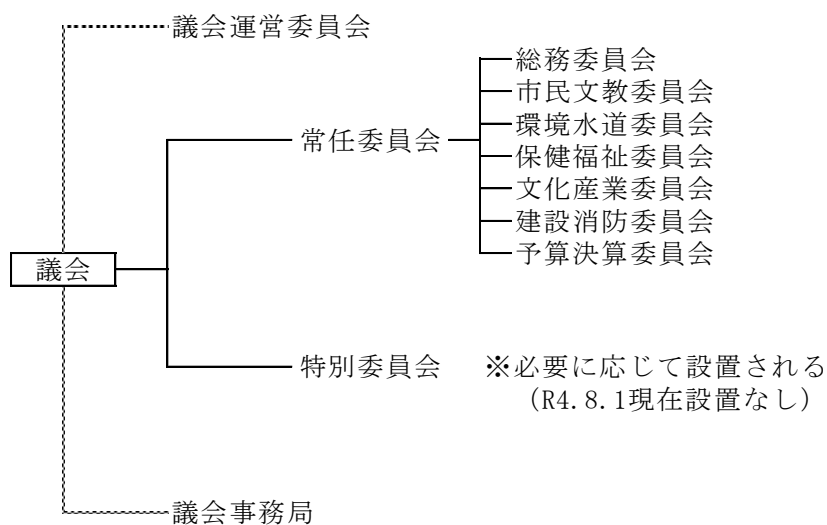 議会運営委員会
総務委員会
市民文教委員会
環境水道委員会
常任委員会
保健福祉委員会
文化産業委員会
建設消防委員会
予算決算委員会
議会
特別委員会 ※必要に応じて設置される
（R4.8.1現在設置なし）
議会事務局